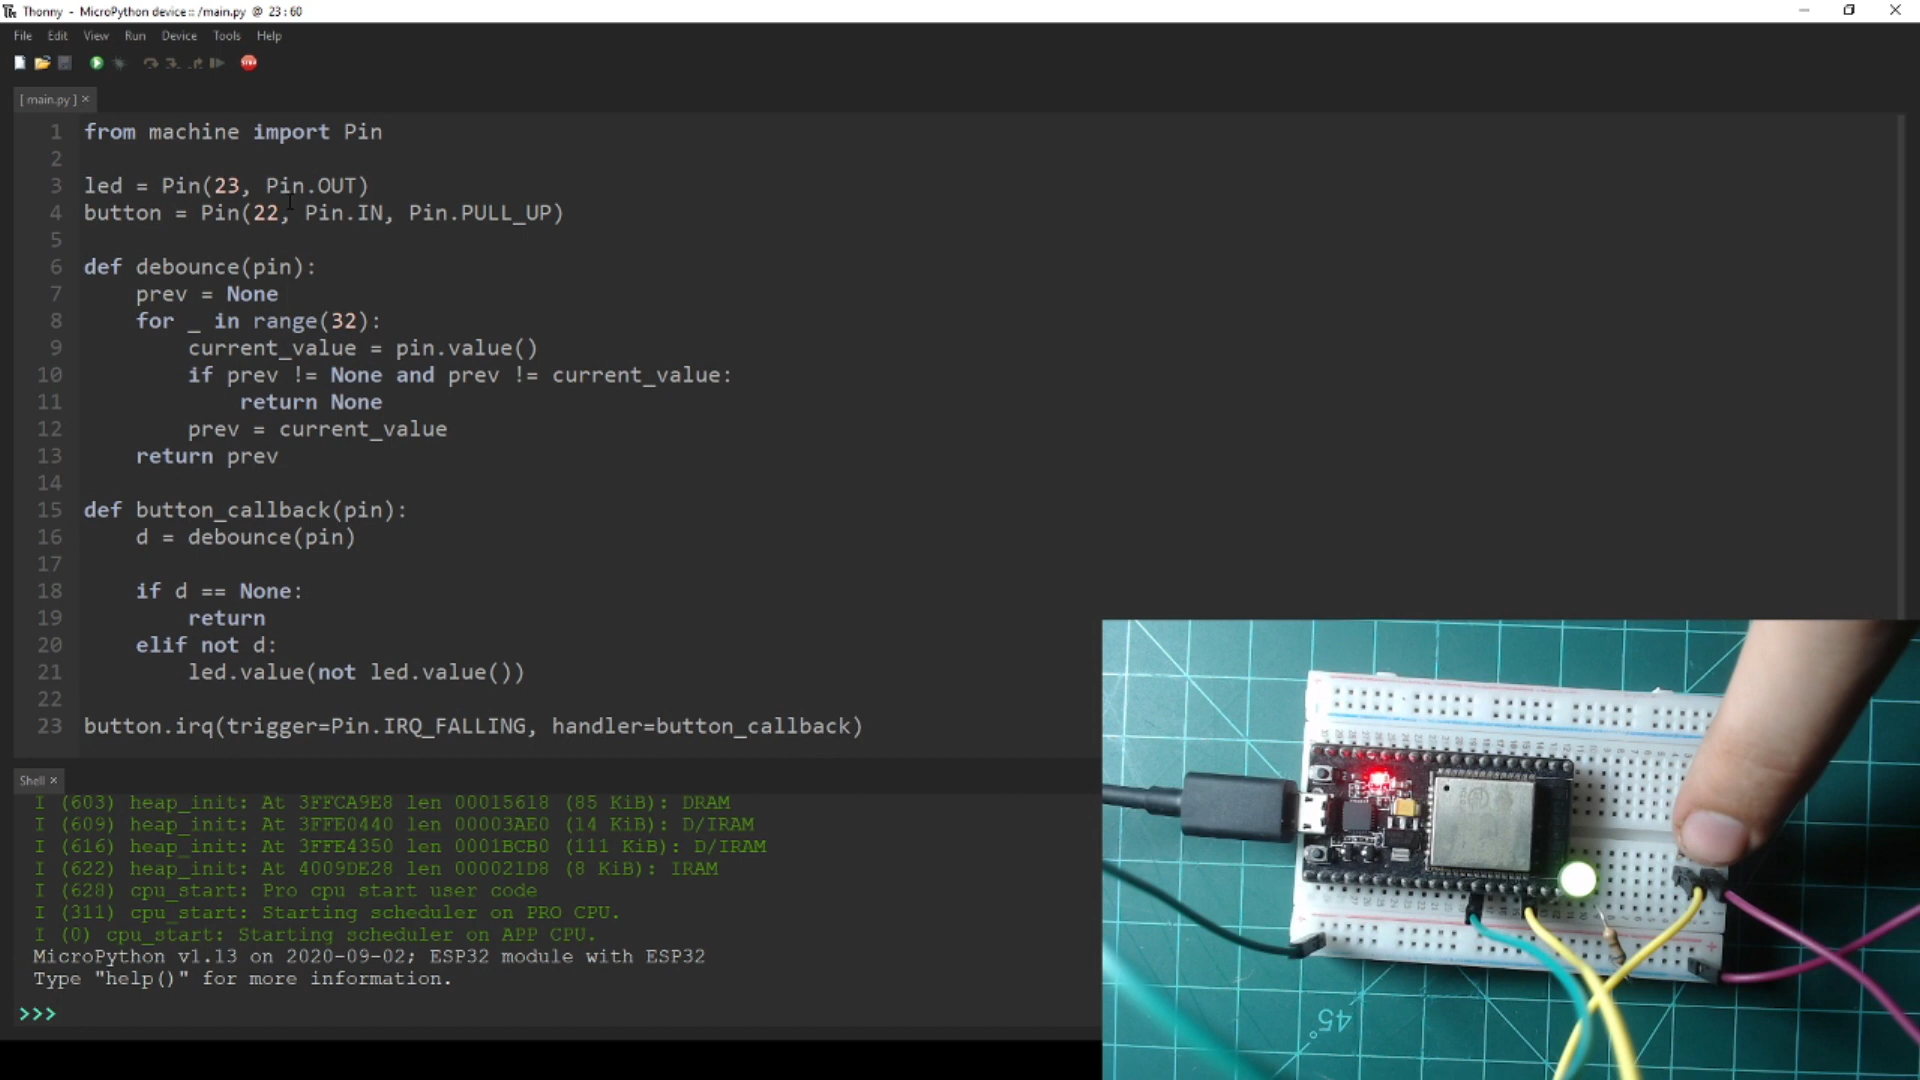 Thonny - MicroPython device :: /main.py @ 23 : 60
File Edit View Run Device Tools Help
[ main.py ] ×
1 from machine import Pin
2
3 led = Pin(23, Pin.OUT)
4 button = Pin(22, Pin.IN, Pin.PULL_UP)
5
6 def debounce(pin):
7 prev = None
8 for _ in range(32):
9 current_value = pin.value()
10 if prev != None and prev != current_value:
11 return None
12 prev = current_value
13 return prev
14
15 def button_callback(pin):
16 d = debounce(pin)
17
18 if d == None:
19 return
20 elif not d:
21 led.value(not led.value())
22
23 button.irq(trigger=Pin.IRQ_FALLING, handler=button_callback)
Shell ×
I (603) heap_init: At 3FFCA9E8 len 00015618 (85 KiB): DRAM
I (609) heap_init: At 3FFE0440 len 00003AE0 (14 KiB): D/IRAM
I (616) heap_init: At 3FFE4350 len 0001BCB0 (111 KiB): D/IRAM
I (622) heap_init: At 4009DE28 len 000021D8 (8 KiB): IRAM
I (628) cpu_start: Pro cpu start user code
I (311) cpu_start: Starting scheduler on PRO CPU.
I (0) cpu_start: Starting scheduler on APP CPU.
MicroPython v1.13 on 2020-09-02; ESP32 module with ESP32
Type "help()" for more information.
>>>
45°